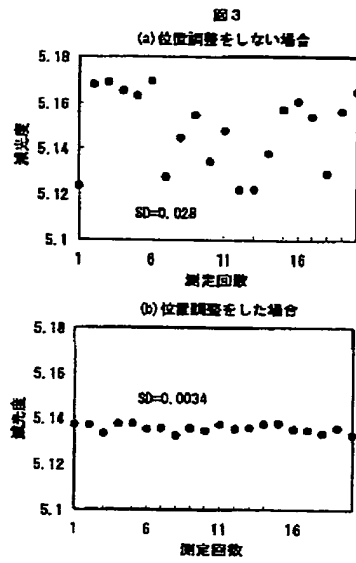 図3
(a)位置調整をしない場合
減光度
5.18
5.16
5.14
5.12
5.1
SD=0.028
1 6 11 16
測定回数
(b)位置調整をした場合
減光度
5.18
5.16
5.14
5.12
5.1
SD=0.0034
1 6 11 16
測定回数